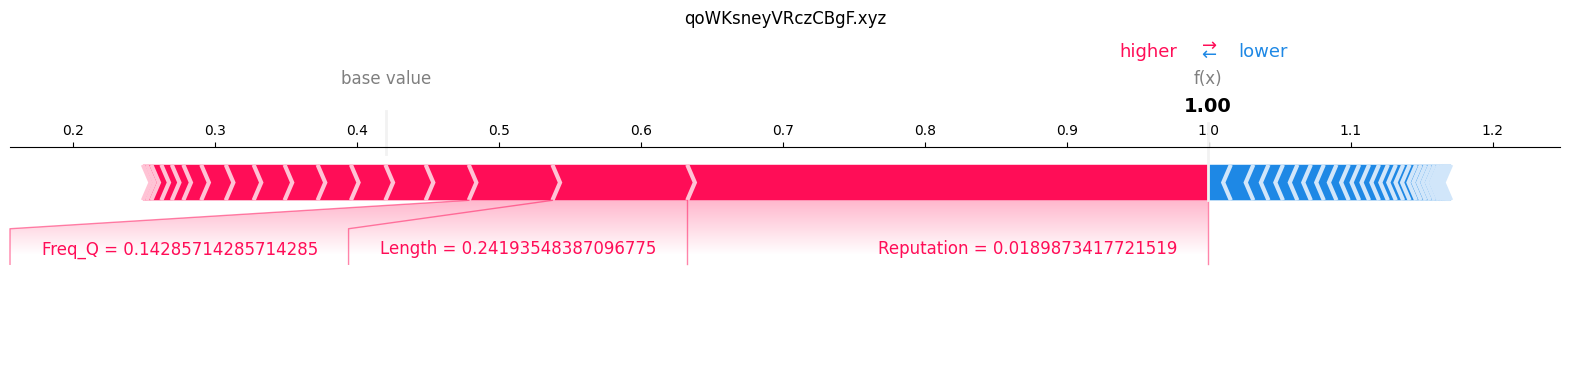 qoWKsneyVRczCBgF.xyz
higher ⇄ lower
base value f(x)
1.00
0.2 0.3 0.4 0.5 0.6 0.7 0.8 0.9 1.0 1.1 1.2
Freq_Q = 0.14285714285714285 Length = 0.24193548387096775 Reputation = 0.0189873417721519